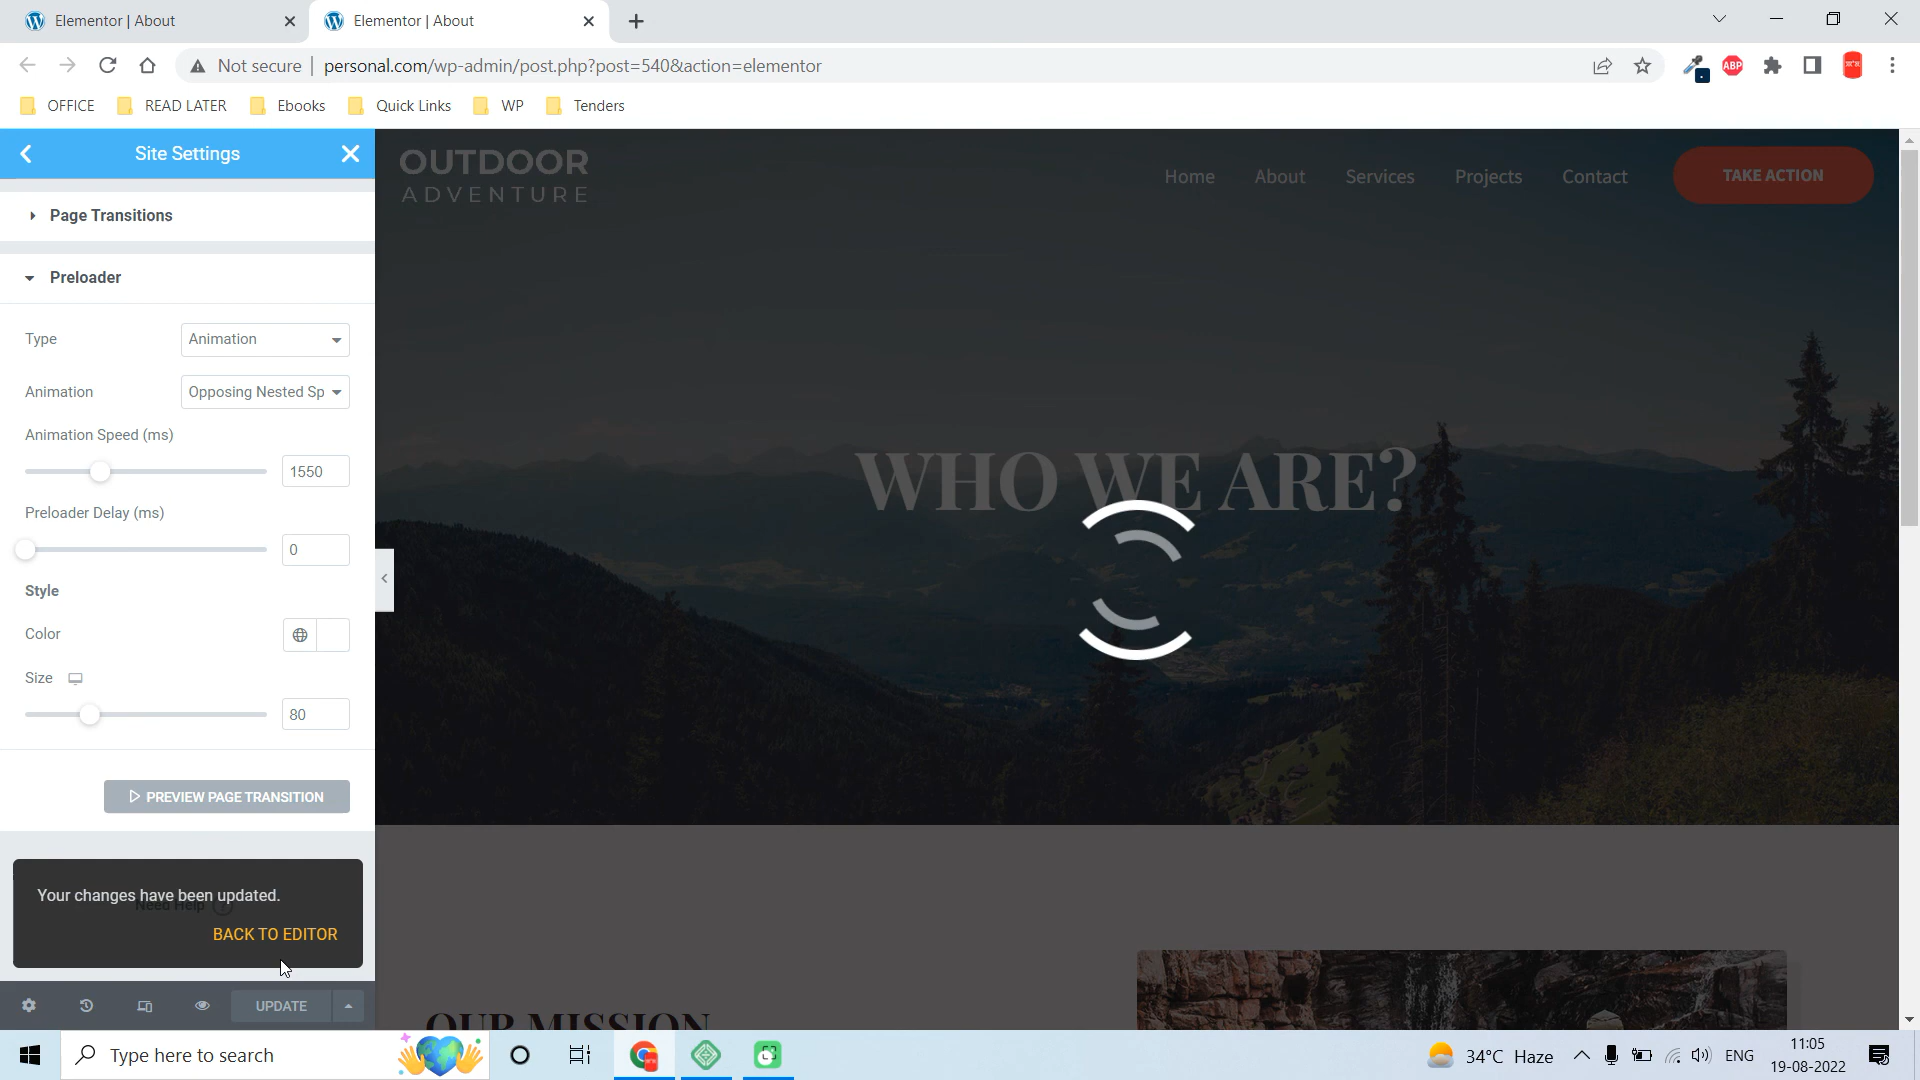 Elementor | About
Elementor | About
Not secure
personal.com/wp-admin/post.php?post=540&action=elementor
ABP
OFFICE
READ LATER
Ebooks
Quick Links
WP
Tenders
Site Settings
OUTDOOR
ADVENTURE
Home
About
Services
Projects
Contact
TAKE ACTION
Page Transitions
Preloader
Type
Animation
Animation
Opposing Nested Sp
Animation Speed (ms)
1550
Preloader Delay (ms)
0
Style
Color
Size
80
PREVIEW PAGE TRANSITION
WHO WE ARE?
Your changes have been updated.
Need Help
BACK TO EDITOR
UPDATE
OUR MISSION
Type here to search
34°C Haze
ENG
11:05
19-08-2022